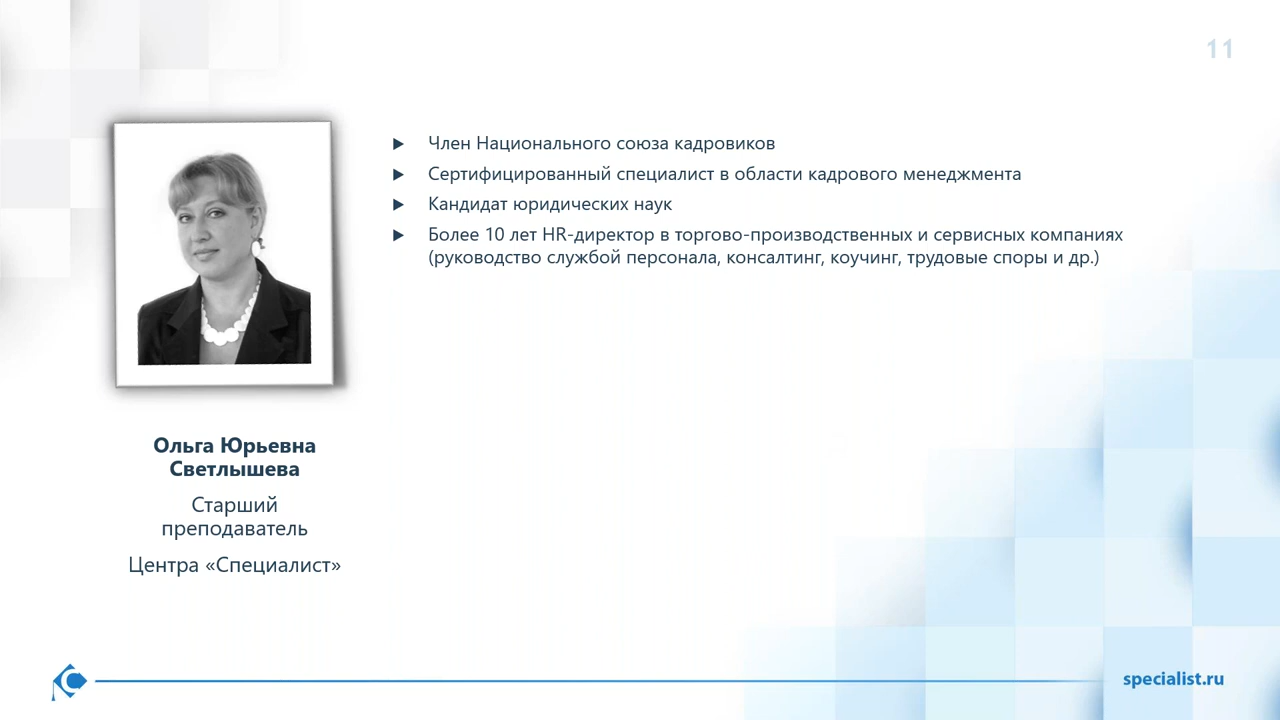 11
Член Национального союза кадровиков
Сертифицированный специалист в области кадрового менеджмента
Кандидат юридических наук
Более 10 лет HR-директор в торгово-производственных и сервисных компаниях
(руководство службой персонала, консалтинг, коучинг, трудовые споры и др.)
Ольга Юрьевна
Светлышева
Старший
преподаватель
Центра «Специалист»
specialist.ru